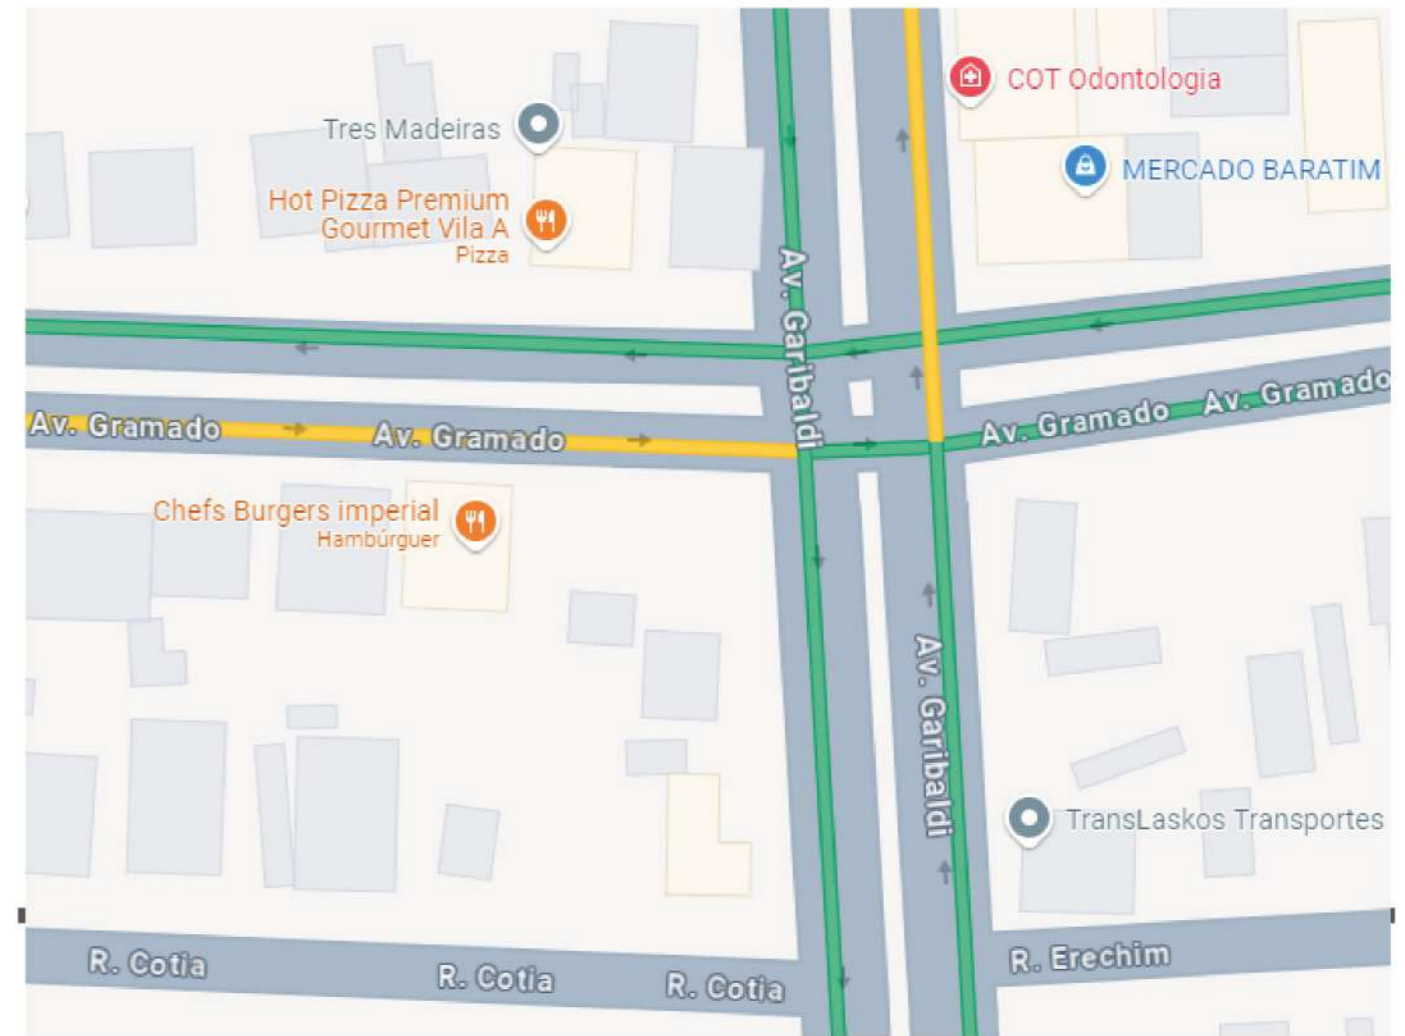 COT Odontologia
Tres Madeiras
MERCADO BARATIM
Hot Pizza Premium
Gourmet Vila A
Pizza
Av. Garibaldi
Av. Gramado
Av. Gramado
Av. Gramado
Av. Gramado
Chefs Burgers imperial
Hambúrguer
Av. Garibaldi
TransLaskos Transportes
R. Cotia
R. Cotia
R. Cotia
R. Erechim